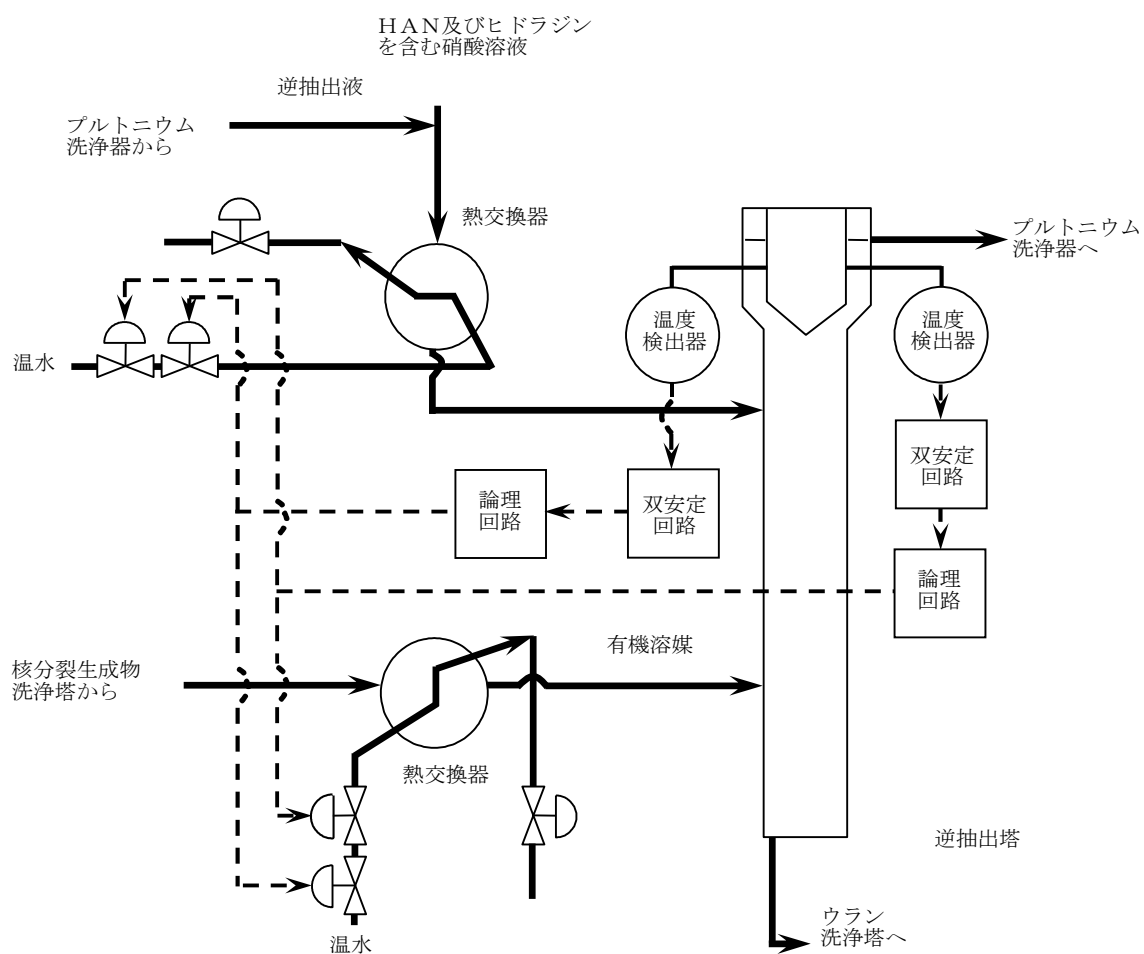 ＨＡＮ及びヒドラジン
を含む硝酸溶液
逆抽出液
プルトニウム
洗浄器から
熱交換器
プルトニウム
洗浄器へ
温度
検出器
温度
検出器
温水
双安定
回路
論理
回路
双安定
回路
論理
回路
有機溶媒
核分裂生成物
洗浄塔から
熱交換器
逆抽出塔
ウラン
洗浄塔へ
温水